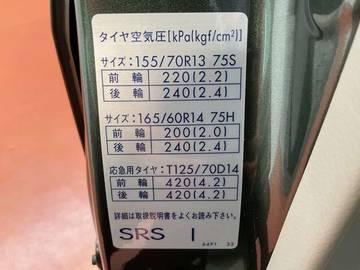 タイヤ空気圧[kPa(kgf/cm²)]
サイズ:155/70R13 75S
前輪 220(2.2)
後輪 240(2.4)
サイズ:165/60R14 75H
前輪 200(2.0)
後輪 240(2.4)
応急用タイヤ:T125/70D14
前輪 420(4.2)
後輪 420(4.2)
詳細は取扱説明書をよくお読み下さい。
SRS I